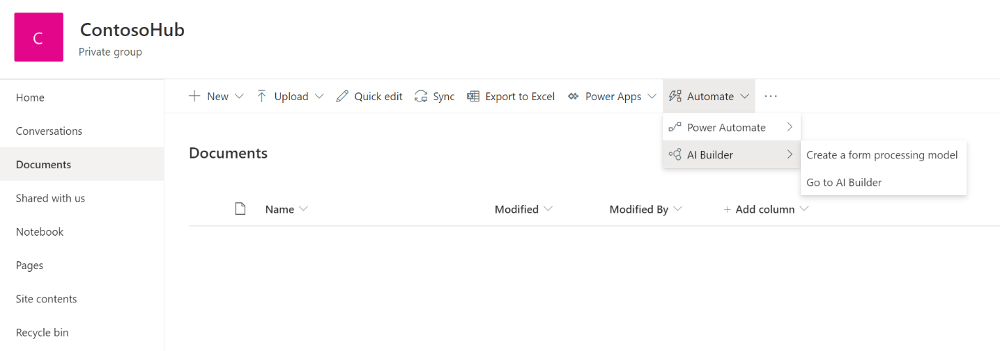 C
ContosoHub
Private group
Home
Conversations
Documents
Shared with us
Notebook
Pages
Site contents
Recycle bin
New Upload Quick edit Sync Export to Excel Power Apps Automate ···
Power Automate
AI Builder
Create a form processing model
Go to AI Builder
Documents
Name Modified Modified By + Add column